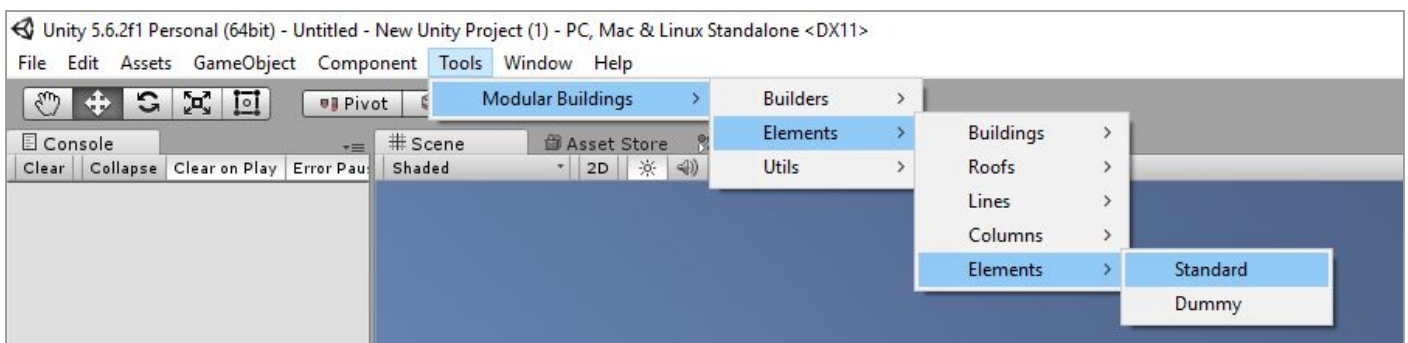 Unity 5.6.2f1 Personal (64bit) - Untitled - New Unity Project (1) - PC, Mac & Linux Standalone <DX11>
File Edit Assets GameObject Component Tools Window Help
Pivot Modular Buildings > Builders >
Console # Scene Asset Store Elements > Buildings >
Clear Collapse Clear on Play Error Pau Shaded 2D Utils > Roofs >
Lines >
Columns >
Elements > Standard
Dummy